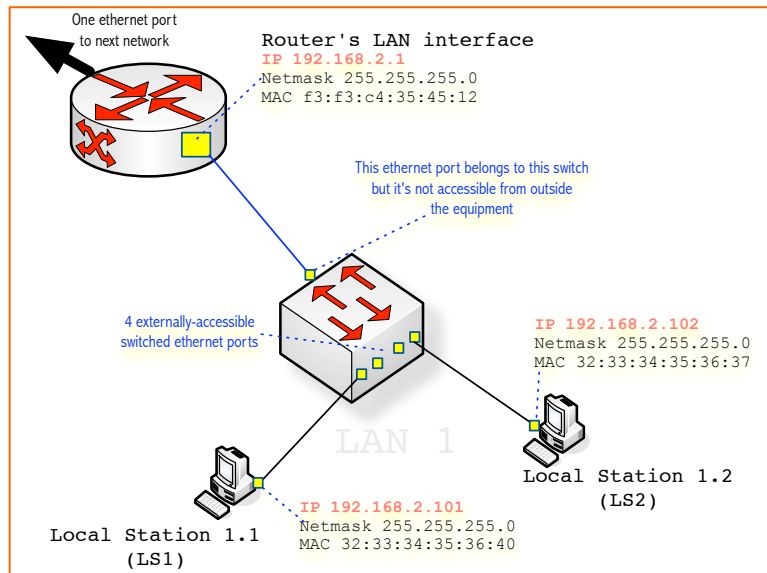 One ethernet port
to next network
Router's LAN interface
IP 192.168.2.1
Netmask 255.255.255.0
MAC f3:f3:c4:35:45:12
This ethernet port belongs to this switch
but it's not accessible from outside
the equipment
4 externally-accessible
switched ethernet ports
IP 192.168.2.102
Netmask 255.255.255.0
MAC 32:33:34:35:36:37
LAN 1
Local Station 1.2
(LS2)
IP 192.168.2.101
Netmask 255.255.255.0
MAC 32:33:34:35:36:40
Local Station 1.1
(LS1)